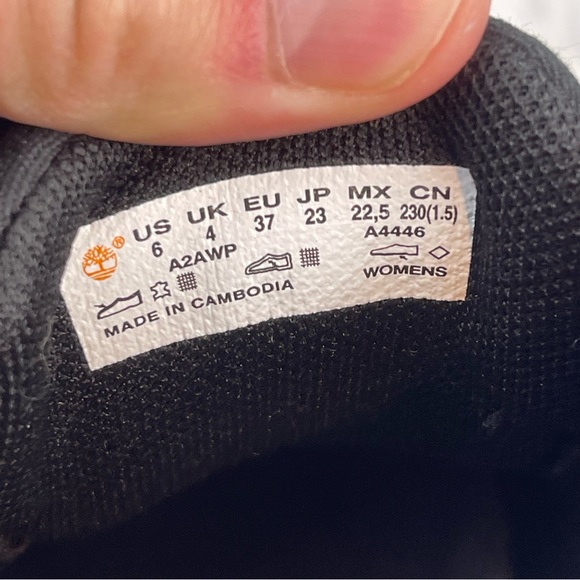 US UK EU JP MX CN
6 4 37 23 22,5 230(1.5)
A2AWP A4446
WOMENS
MADE IN CAMBODIA